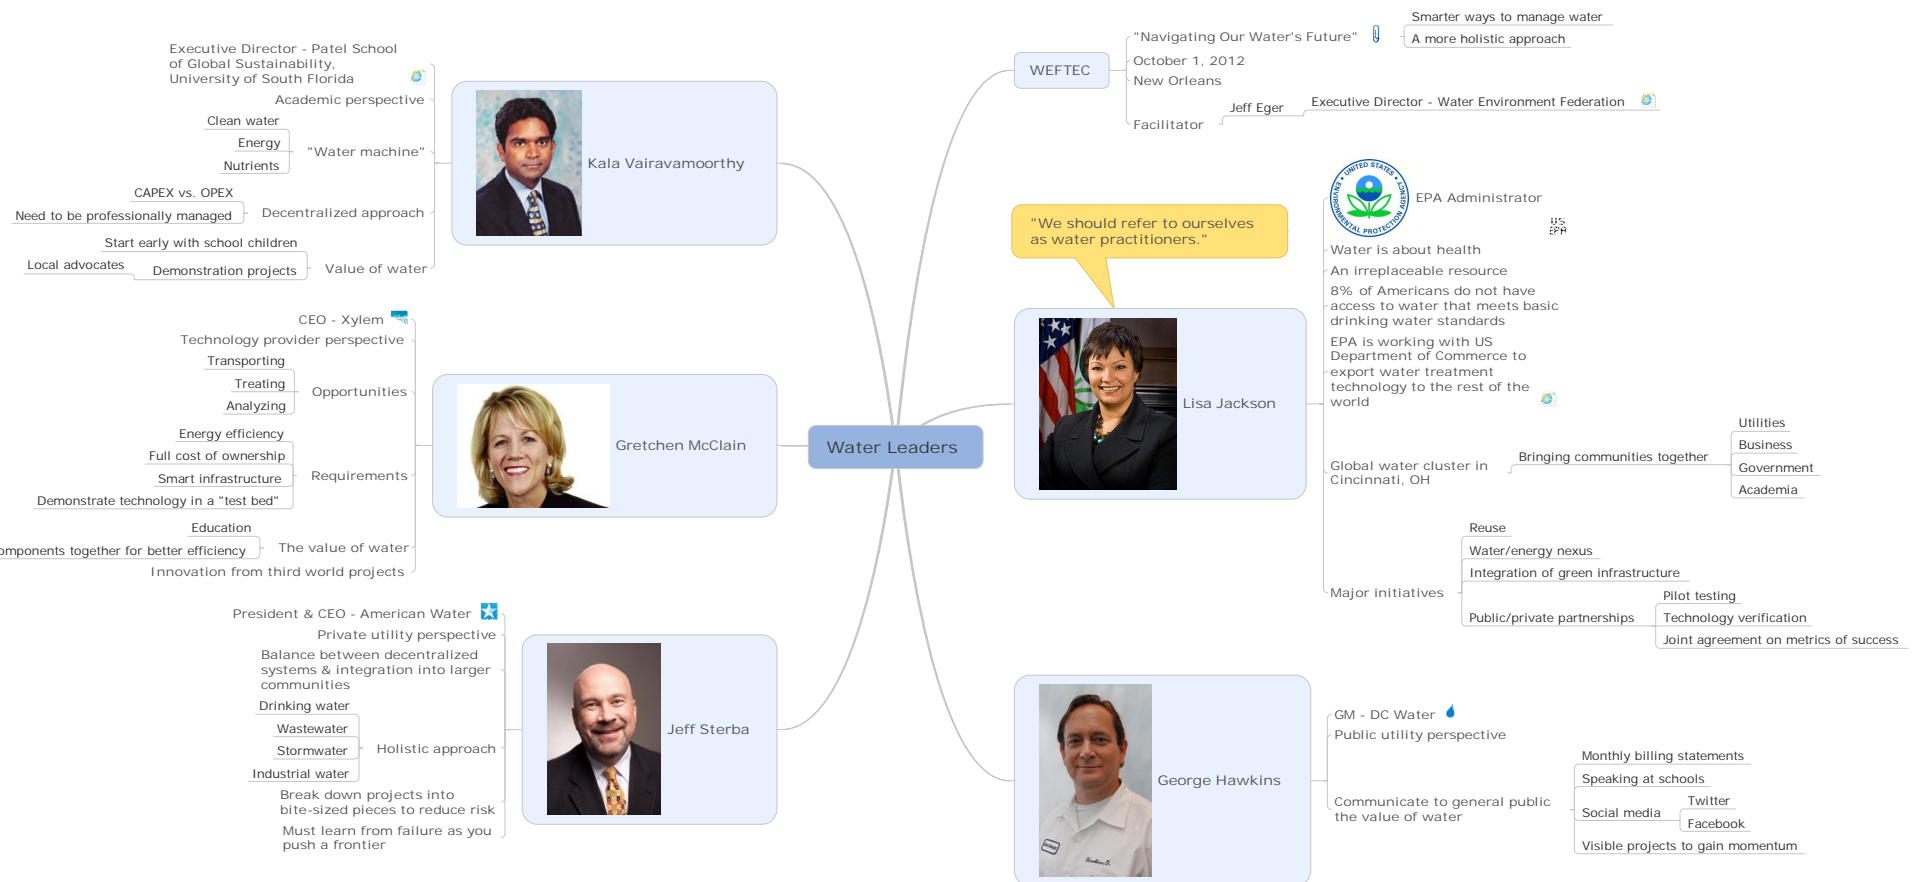 Water Leaders
WEFTEC
"Navigating Our Water's Future"
Smarter ways to manage water
A more holistic approach
October 1, 2012
New Orleans
Facilitator
Jeff Eger
Executive Director - Water Environment Federation
"We should refer to ourselves
as water practitioners."
Lisa Jackson
UNITED STATES
ENVIRONMENTAL PROTECTION AGENCY
EPA Administrator
US
EPA
Water is about health
An irreplaceable resource
8% of Americans do not have
access to water that meets basic
drinking water standards
EPA is working with US
Department of Commerce to
export water treatment
technology to the rest of the
world
Global water cluster in
Cincinnati, OH
Bringing communities together
Utilities
Business
Government
Academia
Major initiatives
Reuse
Water/energy nexus
Integration of green infrastructure
Public/private partnerships
Pilot testing
Technology verification
Joint agreement on metrics of success
George Hawkins
GM - DC Water
Public utility perspective
Communicate to general public
the value of water
Monthly billing statements
Speaking at schools
Social media
Twitter
Facebook
Visible projects to gain momentum
Kala Vairavamoorthy
Executive Director - Patel School
of Global Sustainability,
University of South Florida
Academic perspective
"Water machine"
Clean water
Energy
Nutrients
Decentralized approach
CAPEX vs. OPEX
Need to be professionally managed
Value of water
Start early with school children
Demonstration projects
Local advocates
Gretchen McClain
CEO - Xylem
Technology provider perspective
Opportunities
Transporting
Treating
Analyzing
Requirements
Energy efficiency
Full cost of ownership
Smart infrastructure
Demonstrate technology in a "test bed"
The value of water
Education
omponents together for better efficiency
Innovation from third world projects
Jeff Sterba
President & CEO - American Water
Private utility perspective
Balance between decentralized
systems & integration into larger
communities
Holistic approach
Drinking water
Wastewater
Stormwater
Industrial water
Break down projects into
bite-sized pieces to reduce risk
Must learn from failure as you
push a frontier